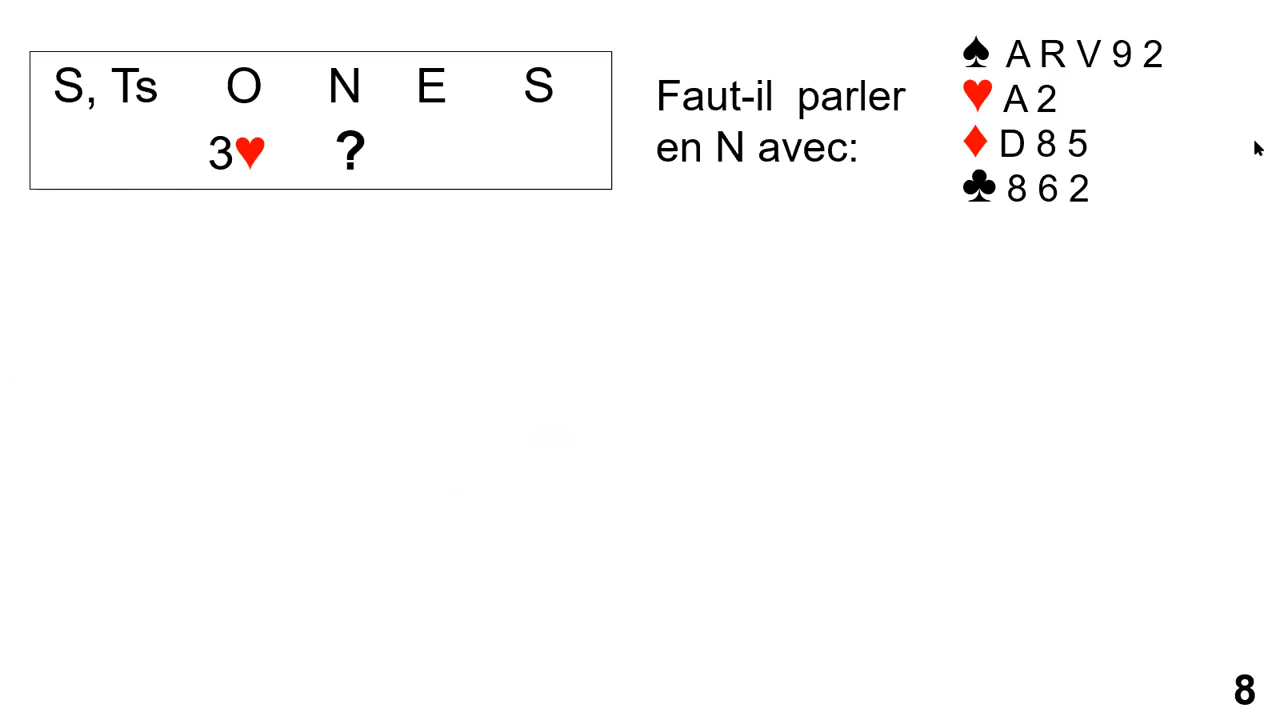 S, Ts O N E S
3♥ ?
Faut-il parler
en N avec:
♠ A R V 9 2
♥ A 2
♦ D 8 5
♣ 8 6 2
8